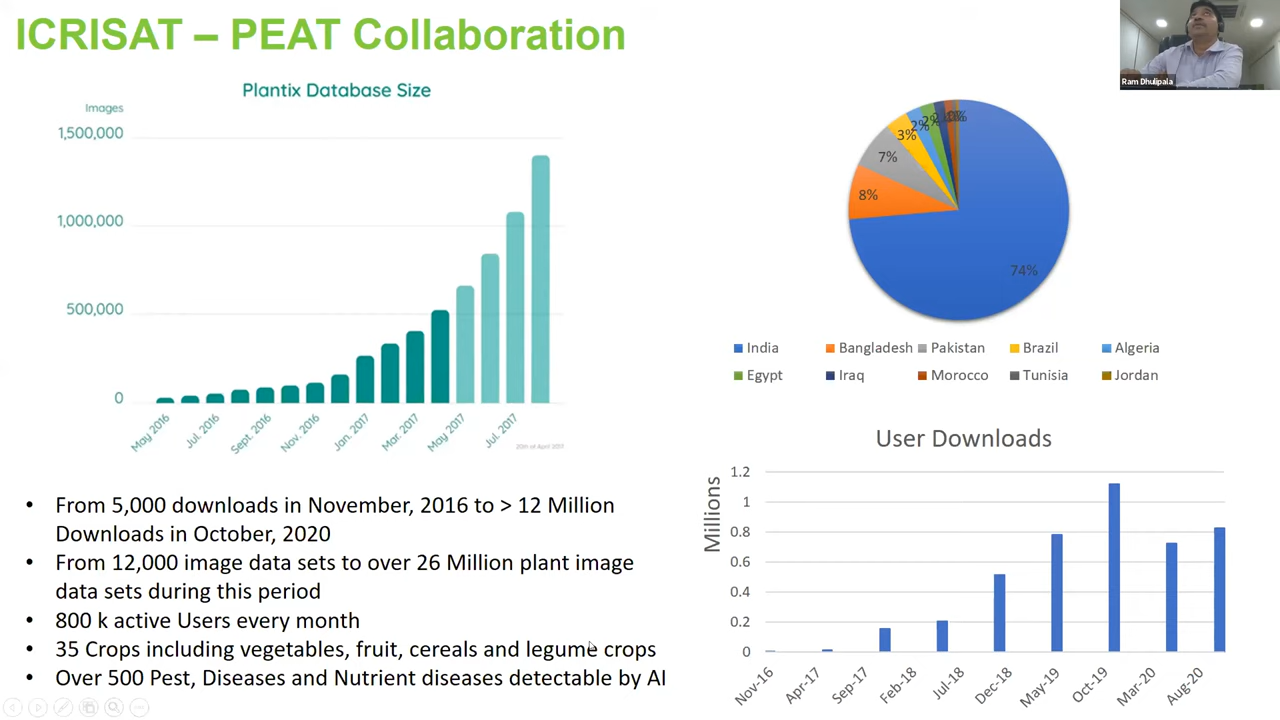 ICRISAT – PEAT Collaboration
Ram Dhulipala
Plantix Database Size
Images
1,500,000
1,000,000
500,000
0
May 2016
Jul. 2016
Sept. 2016
Nov. 2016
Jan. 2017
Mar. 2017
May 2017
Jul. 2017
20th of April 2017
74%
8%
7%
3%
2%
2%
India
Bangladesh
Pakistan
Brazil
Algeria
Egypt
Iraq
Morocco
Tunisia
Jordan
User Downloads
Millions
1.2
1
0.8
0.6
0.4
0.2
0
Nov-16
Apr-17
Sep-17
Feb-18
Jul-18
Dec-18
May-19
Oct-19
Mar-20
Aug-20
• From 5,000 downloads in November, 2016 to > 12 Million
Downloads in October, 2020
• From 12,000 image data sets to over 26 Million plant image
data sets during this period
• 800 k active Users every month
• 35 Crops including vegetables, fruit, cereals and legume crops
• Over 500 Pest, Diseases and Nutrient diseases detectable by AI